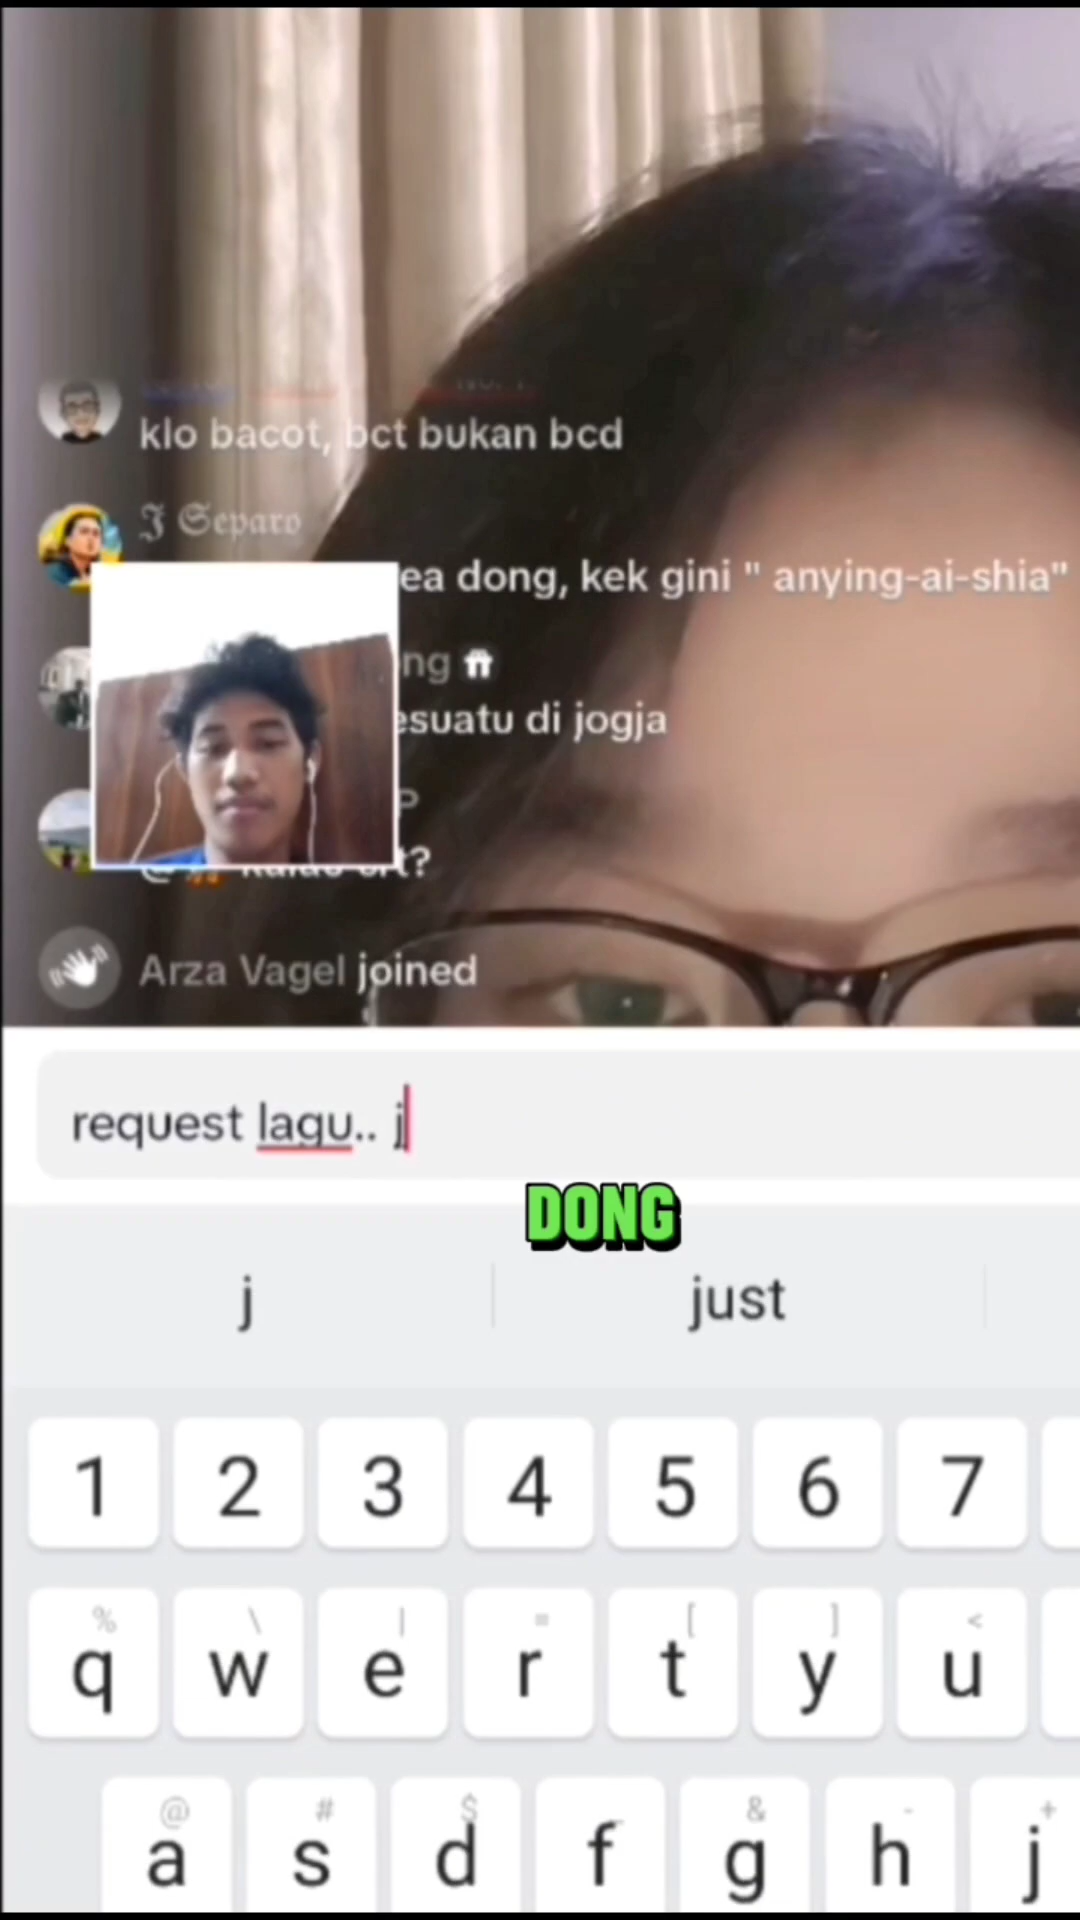 klo bacot, bct bukan bcd
ℑ 𝔖𝔢𝔭𝔞𝔯𝔬
ea dong, kek gini " anying-ai-shia"
ng
esuatu di jogja
P
t?
Arza Vagel joined
request lagu.. j
DONG
j just
1 2 3 4 5 6 7
% \ | = [ ] <
q w e r t y u
@ # $ _ & - +
a s d f g h j